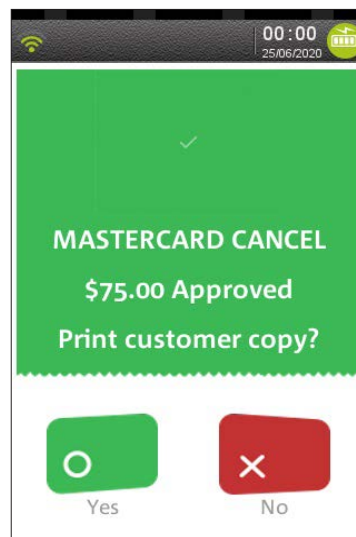 00:00
25/06/2020
MASTERCARD CANCEL
$75.00 Approved
Print customer copy?
Yes
No